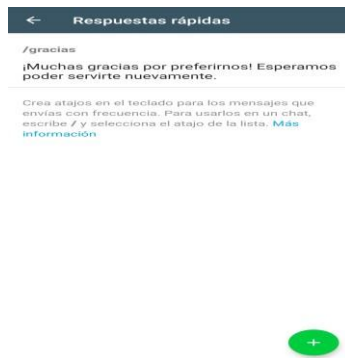 Respuestas rápidas
/gracias
¡Muchas gracias por preferirnos! Esperamos
poder servirte nuevamente.
Crea atajos en el teclado para los mensajes que
envías con frecuencia. Para usarlos en un chat,
escribe / y selecciona el atajo de la lista. Más
información